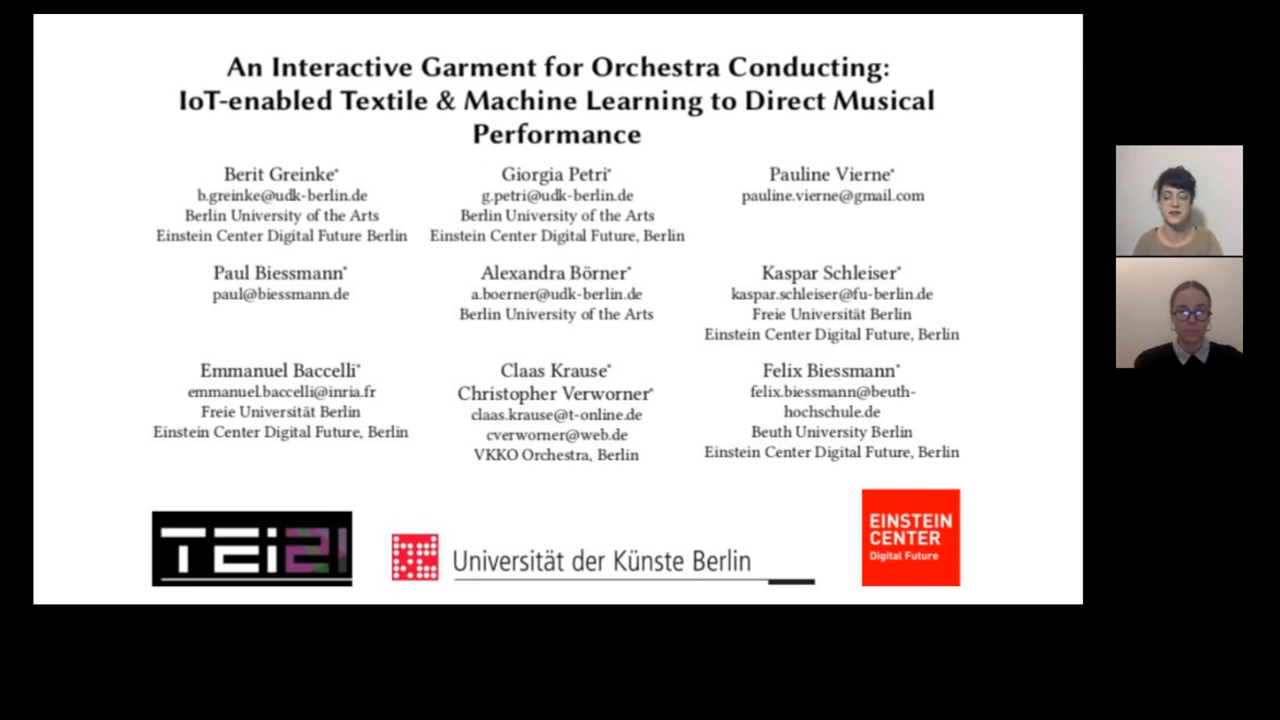 An Interactive Garment for Orchestra Conducting:
IoT-enabled Textile & Machine Learning to Direct Musical
Performance
Berit Greinke*
b.greinke@udk-berlin.de
Berlin University of the Arts
Einstein Center Digital Future Berlin
Giorgia Petri*
g.petri@udk-berlin.de
Berlin University of the Arts
Einstein Center Digital Future, Berlin
Pauline Vierne*
pauline.vierne@gmail.com
Paul Biessmann*
paul@biessmann.de
Alexandra Börner*
a.boerner@udk-berlin.de
Berlin University of the Arts
Kaspar Schleiser*
kaspar.schleiser@fu-berlin.de
Freie Universität Berlin
Einstein Center Digital Future, Berlin
Emmanuel Baccelli*
emmanuel.baccelli@inria.fr
Freie Universität Berlin
Einstein Center Digital Future, Berlin
Claas Krause*
Christopher Verworner*
claas.krause@t-online.de
cverworner@web.de
VKKO Orchestra, Berlin
Felix Biessmann*
felix.biessmann@beuth-
hochschule.de
Beuth University Berlin
Einstein Center Digital Future, Berlin
TEi21
Universität der Künste Berlin
EINSTEIN
CENTER
Digital Future